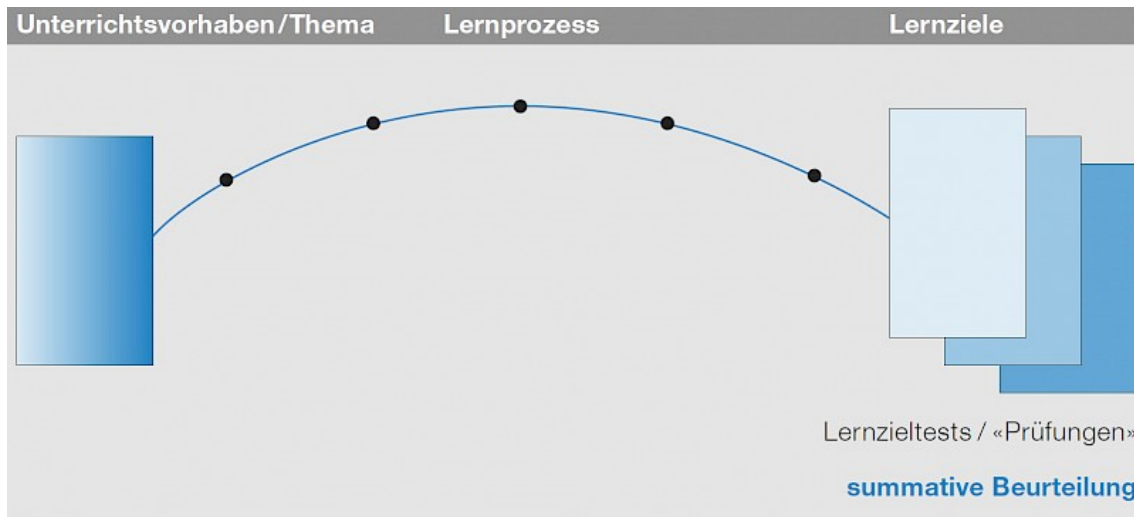 Unterrichtsvorhaben/Thema Lernprozess Lernziele
Lernzieltests / «Prüfungen»
summative Beurteilung